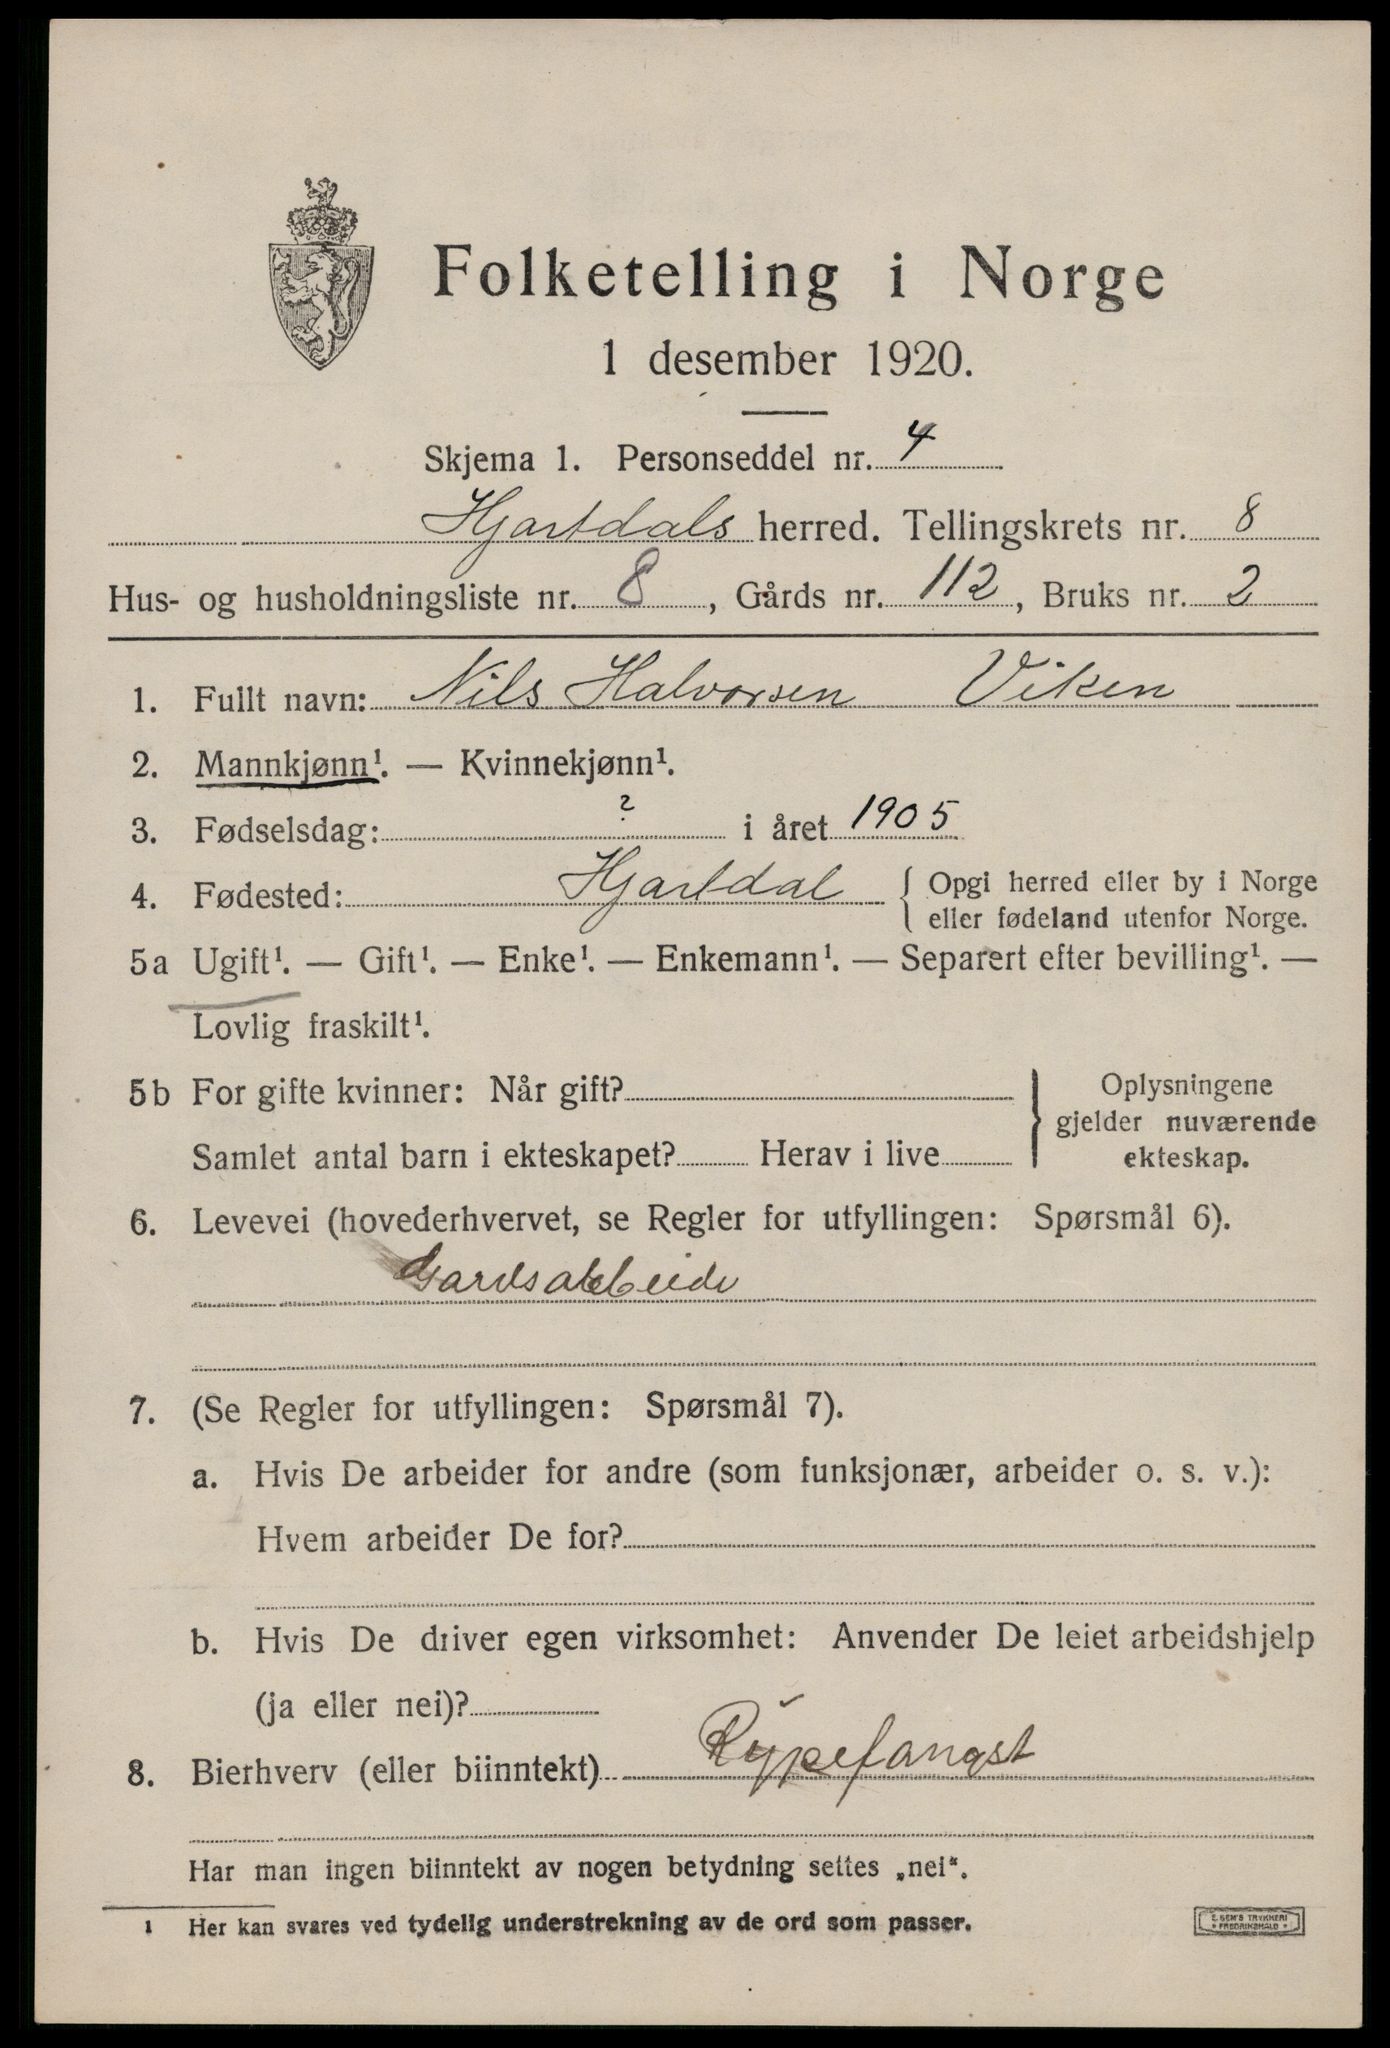 Folketelling i Norge
1 desember 1920.
Skjema 1. Personseddel nr. 4
Hjartdals herred. Tellingskrets nr. 8
Hus- og husholdningsliste nr. 8, Gårds nr. 112, Bruks nr. 2
1. Fullt navn: Nils Halvorsen Viken
2. Mannkjønn¹. — Kvinnekjønn¹.
3. Fødselsdag: ? i året 1905
4. Fødested: Hjartdal { Opgi herred eller by i Norge
eller fødeland utenfor Norge.
5a Ugift¹. — Gift¹. — Enke¹. — Enkemann¹. — Separert efter bevilling¹. —
Lovlig fraskilt¹.
5b For gifte kvinner: Når gift?
Samlet antal barn i ekteskapet? Herav i live
} Oplysningene
gjelder nuværende
ekteskap.
6. Levevei (hovederhvervet, se Regler for utfyllingen: Spørsmål 6).
Gardsarbeide
7. (Se Regler for utfyllingen: Spørsmål 7).
a. Hvis De arbeider for andre (som funksjonær, arbeider o. s. v.):
Hvem arbeider De for?
b. Hvis De driver egen virksomhet: Anvender De leiet arbeidshjelp
(ja eller nei)?
8. Bierhverv (eller biinntekt) Rypefangst
Har man ingen biinntekt av nogen betydning settes „nei“.
1 Her kan svares ved tydelig understrekning av de ord som passer.
E. SEM'S TRYKKERI
FREDRIKSHALD